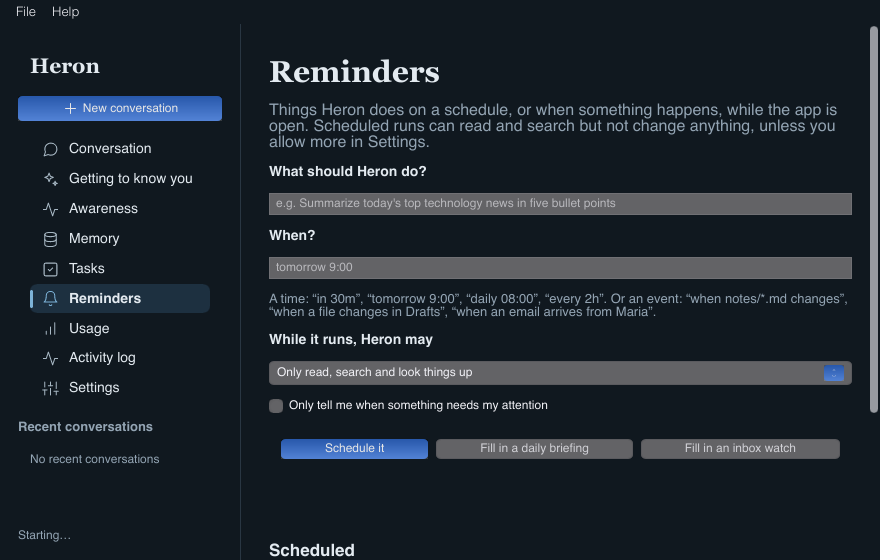 File Help
Heron
New conversation
Conversation
Getting to know you
Awareness
Memory
Tasks
Reminders
Usage
Activity log
Settings
Recent conversations
No recent conversations
Starting…
Reminders
Things Heron does on a schedule, or when something happens, while the app is
open. Scheduled runs can read and search but not change anything, unless you
allow more in Settings.
What should Heron do?
e.g. Summarize today's top technology news in five bullet points
When?
tomorrow 9:00
A time: “in 30m”, “tomorrow 9:00”, “daily 08:00”, “every 2h”. Or an event: “when notes/*.md changes”,
“when a file changes in Drafts”, “when an email arrives from Maria”.
While it runs, Heron may
Only read, search and look things up
Only tell me when something needs my attention
Schedule it
Fill in a daily briefing
Fill in an inbox watch
Scheduled